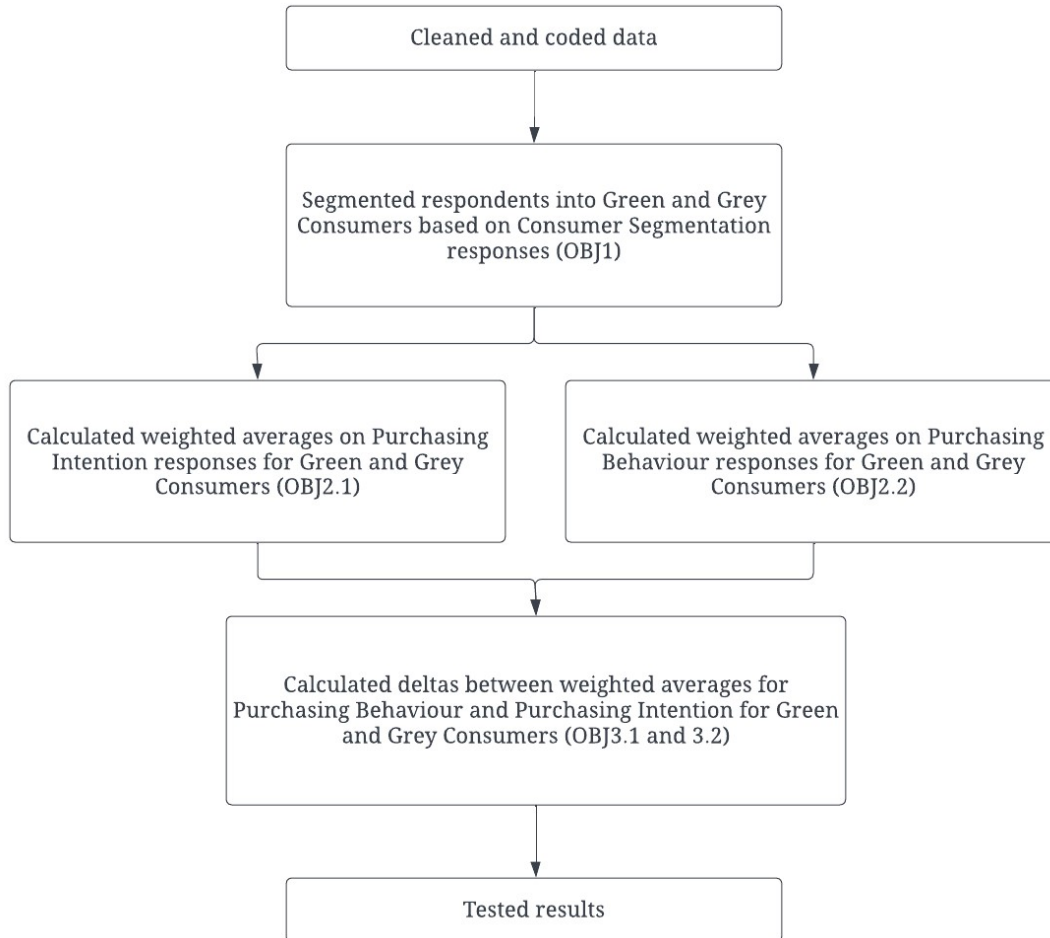 Cleaned and coded data
Segmented respondents into Green and Grey
Consumers based on Consumer Segmentation
responses (OBJ1)
Calculated weighted averages on Purchasing
Intention responses for Green and Grey
Consumers (OBJ2.1)
Calculated weighted averages on Purchasing
Behaviour responses for Green and Grey
Consumers (OBJ2.2)
Calculated deltas between weighted averages for
Purchasing Behaviour and Purchasing Intention for Green
and Grey Consumers (OBJ3.1 and 3.2)
Tested results